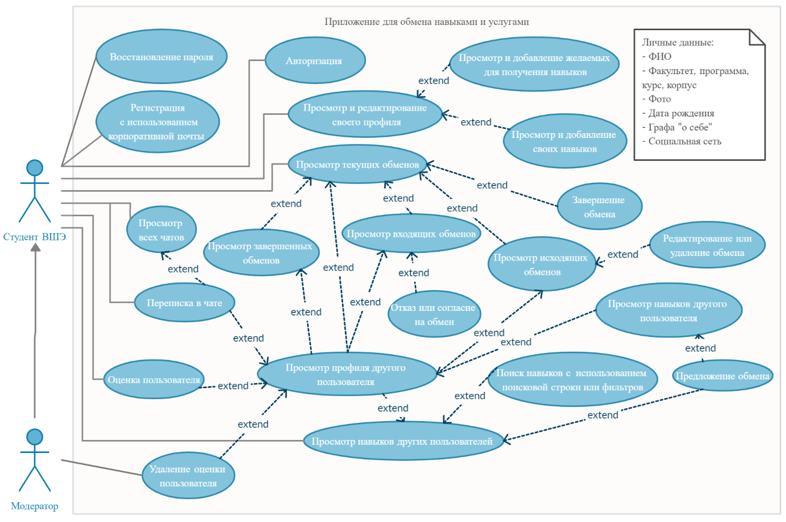 Приложение для обмена навыками и услугами
Восстановление пароля
Авторизация
Просмотр и добавление желаемых
для получения навыков
extend
Личные данные:
- ФИО
- Факультет, программа,
курс, корпус
- Фото
- Дата рождения
- Графа "о себе"
- Социальная сеть
Регистрация
с использованием
корпоративной почты
Просмотр и редактирование
своего профиля
extend
Просмотр и добавление
своих навыков
Просмотр текущих обменов
extend
Завершение
обмена
extend
extend
extend
Студент ВШЭ
Просмотр
всех чатов
Просмотр завершенных
обменов
Просмотр входящих обменов
Просмотр исходящих
обменов
extend
Редактирование или
удаление обмена
extend
extend
extend
Переписка в чате
extend
Отказ или согласие
на обмен
Просмотр навыков другого
пользователя
extend
extend
extend
extend
extend
Оценка пользователя
extend
Просмотр профиля другого
пользователя
Поиск навыков с использованием
поисковой строки или фильтров
Предложение обмена
extend
extend
extend
extend
Просмотр навыков других пользователей
Модератор
Удаление оценки
пользователя